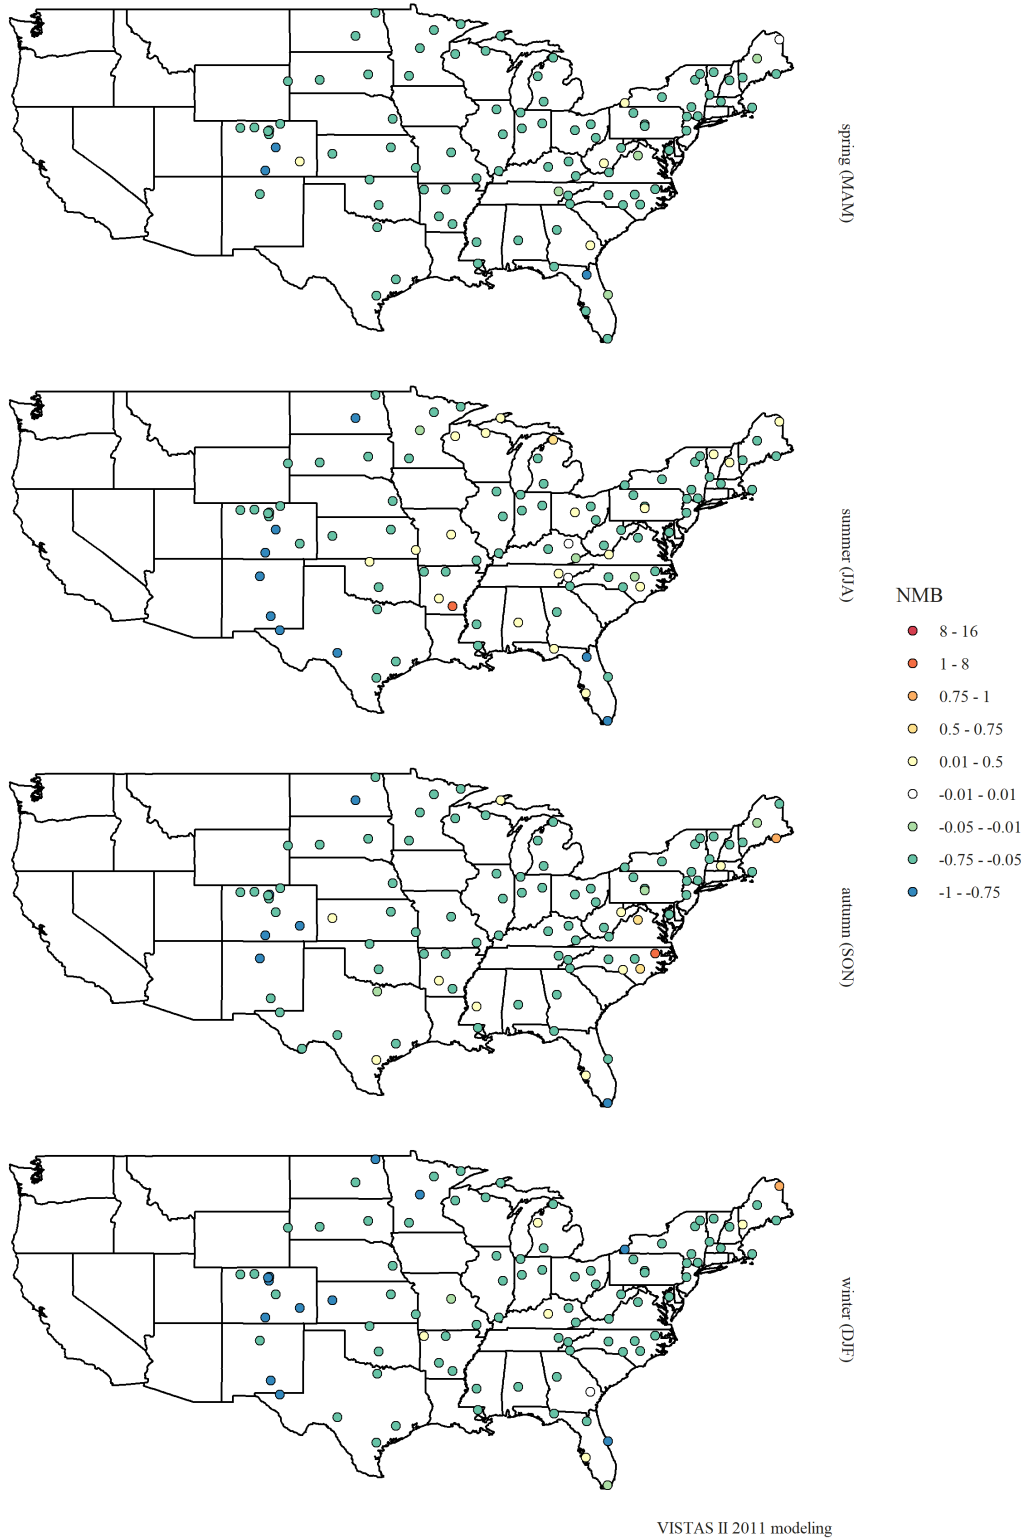 spring (MAM)
summer (JJA)
NMB
8 - 16
1 - 8
0.75 - 1
0.5 - 0.75
0.01 - 0.5
-0.01 - 0.01
-0.05 - -0.01
-0.75 - -0.05
-1 - -0.75
autumn (SON)
winter (DJF)
VISTAS II 2011 modeling